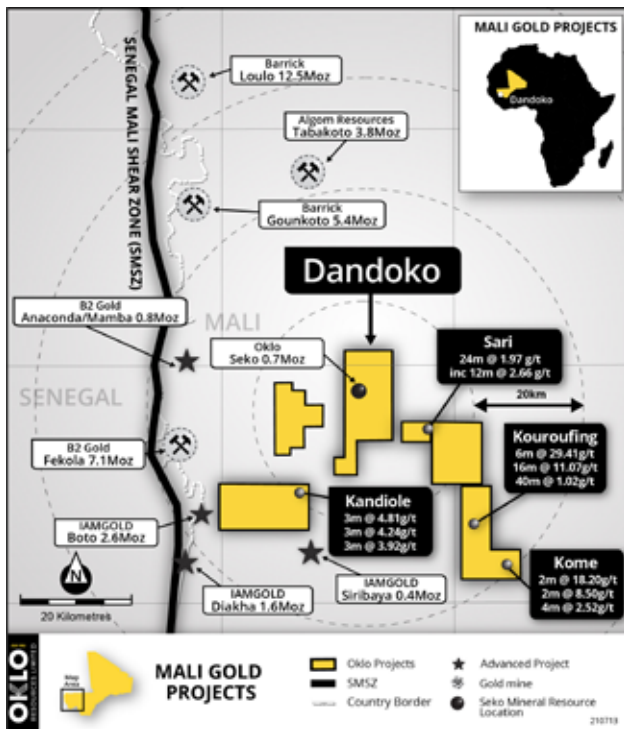 MALI GOLD PROJECTS
Dandoko
SENEGAL MALI SHEAR ZONE (SMSZ)
Barrick
Loulo 12.5Moz
Algom Resources
Tabakoto 3.8Moz
Barrick
Gounkoto 5.4Moz
Dandoko
B2 Gold
Anaconda/Mamba 0.8Moz
MALI
Oklo
Seko 0.7Moz
Sari
24m @ 1.97 g/t
inc 12m @ 2.66 g/t
SENEGAL
20km
B2 Gold
Fekola 7.1Moz
Kouroufing
6m @ 29.41g/t
16m @ 11.07g/t
40m @ 1.02g/t
Kandiole
3m @ 4.81g/t
3m @ 4.24g/t
3m @ 3.92g/t
IAMGOLD
Boto 2.6Moz
Kome
2m @ 18.20g/t
2m @ 8.50g/t
4m @ 2.52g/t
N
IAMGOLD
Diakha 1.6Moz
IAMGOLD
Siribaya 0.4Moz
20 Kilometres
OKLO
RESOURCES LIMITED
Map
Area
MALI GOLD
PROJECTS
Oklo Projects
SMSZ
Country Border
Advanced Project
Gold mine
Seko Mineral Resource
Location
210713